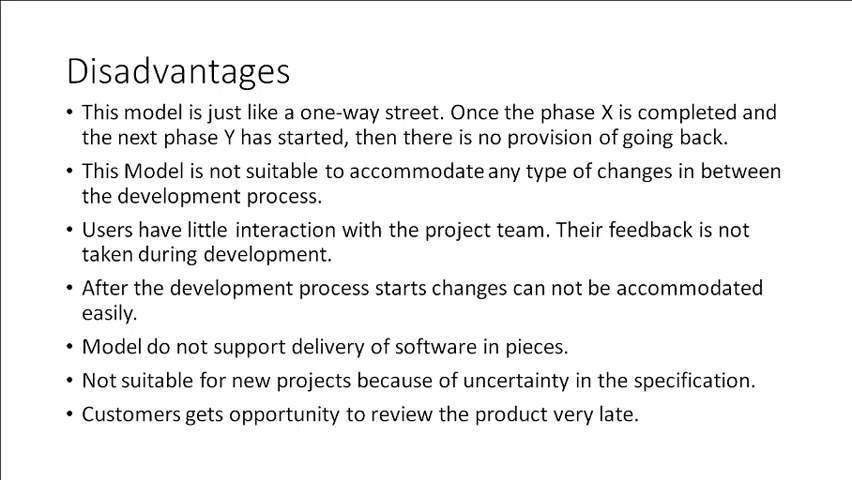 Disadvantages
• This model is just like a one-way street. Once the phase X is completed and
the next phase Y has started, then there is no provision of going back.
• This Model is not suitable to accommodate any type of changes in between
the development process.
• Users have little interaction with the project team. Their feedback is not
taken during development.
• After the development process starts changes can not be accommodated
easily.
• Model do not support delivery of software in pieces.
• Not suitable for new projects because of uncertainty in the specification.
• Customers gets opportunity to review the product very late.